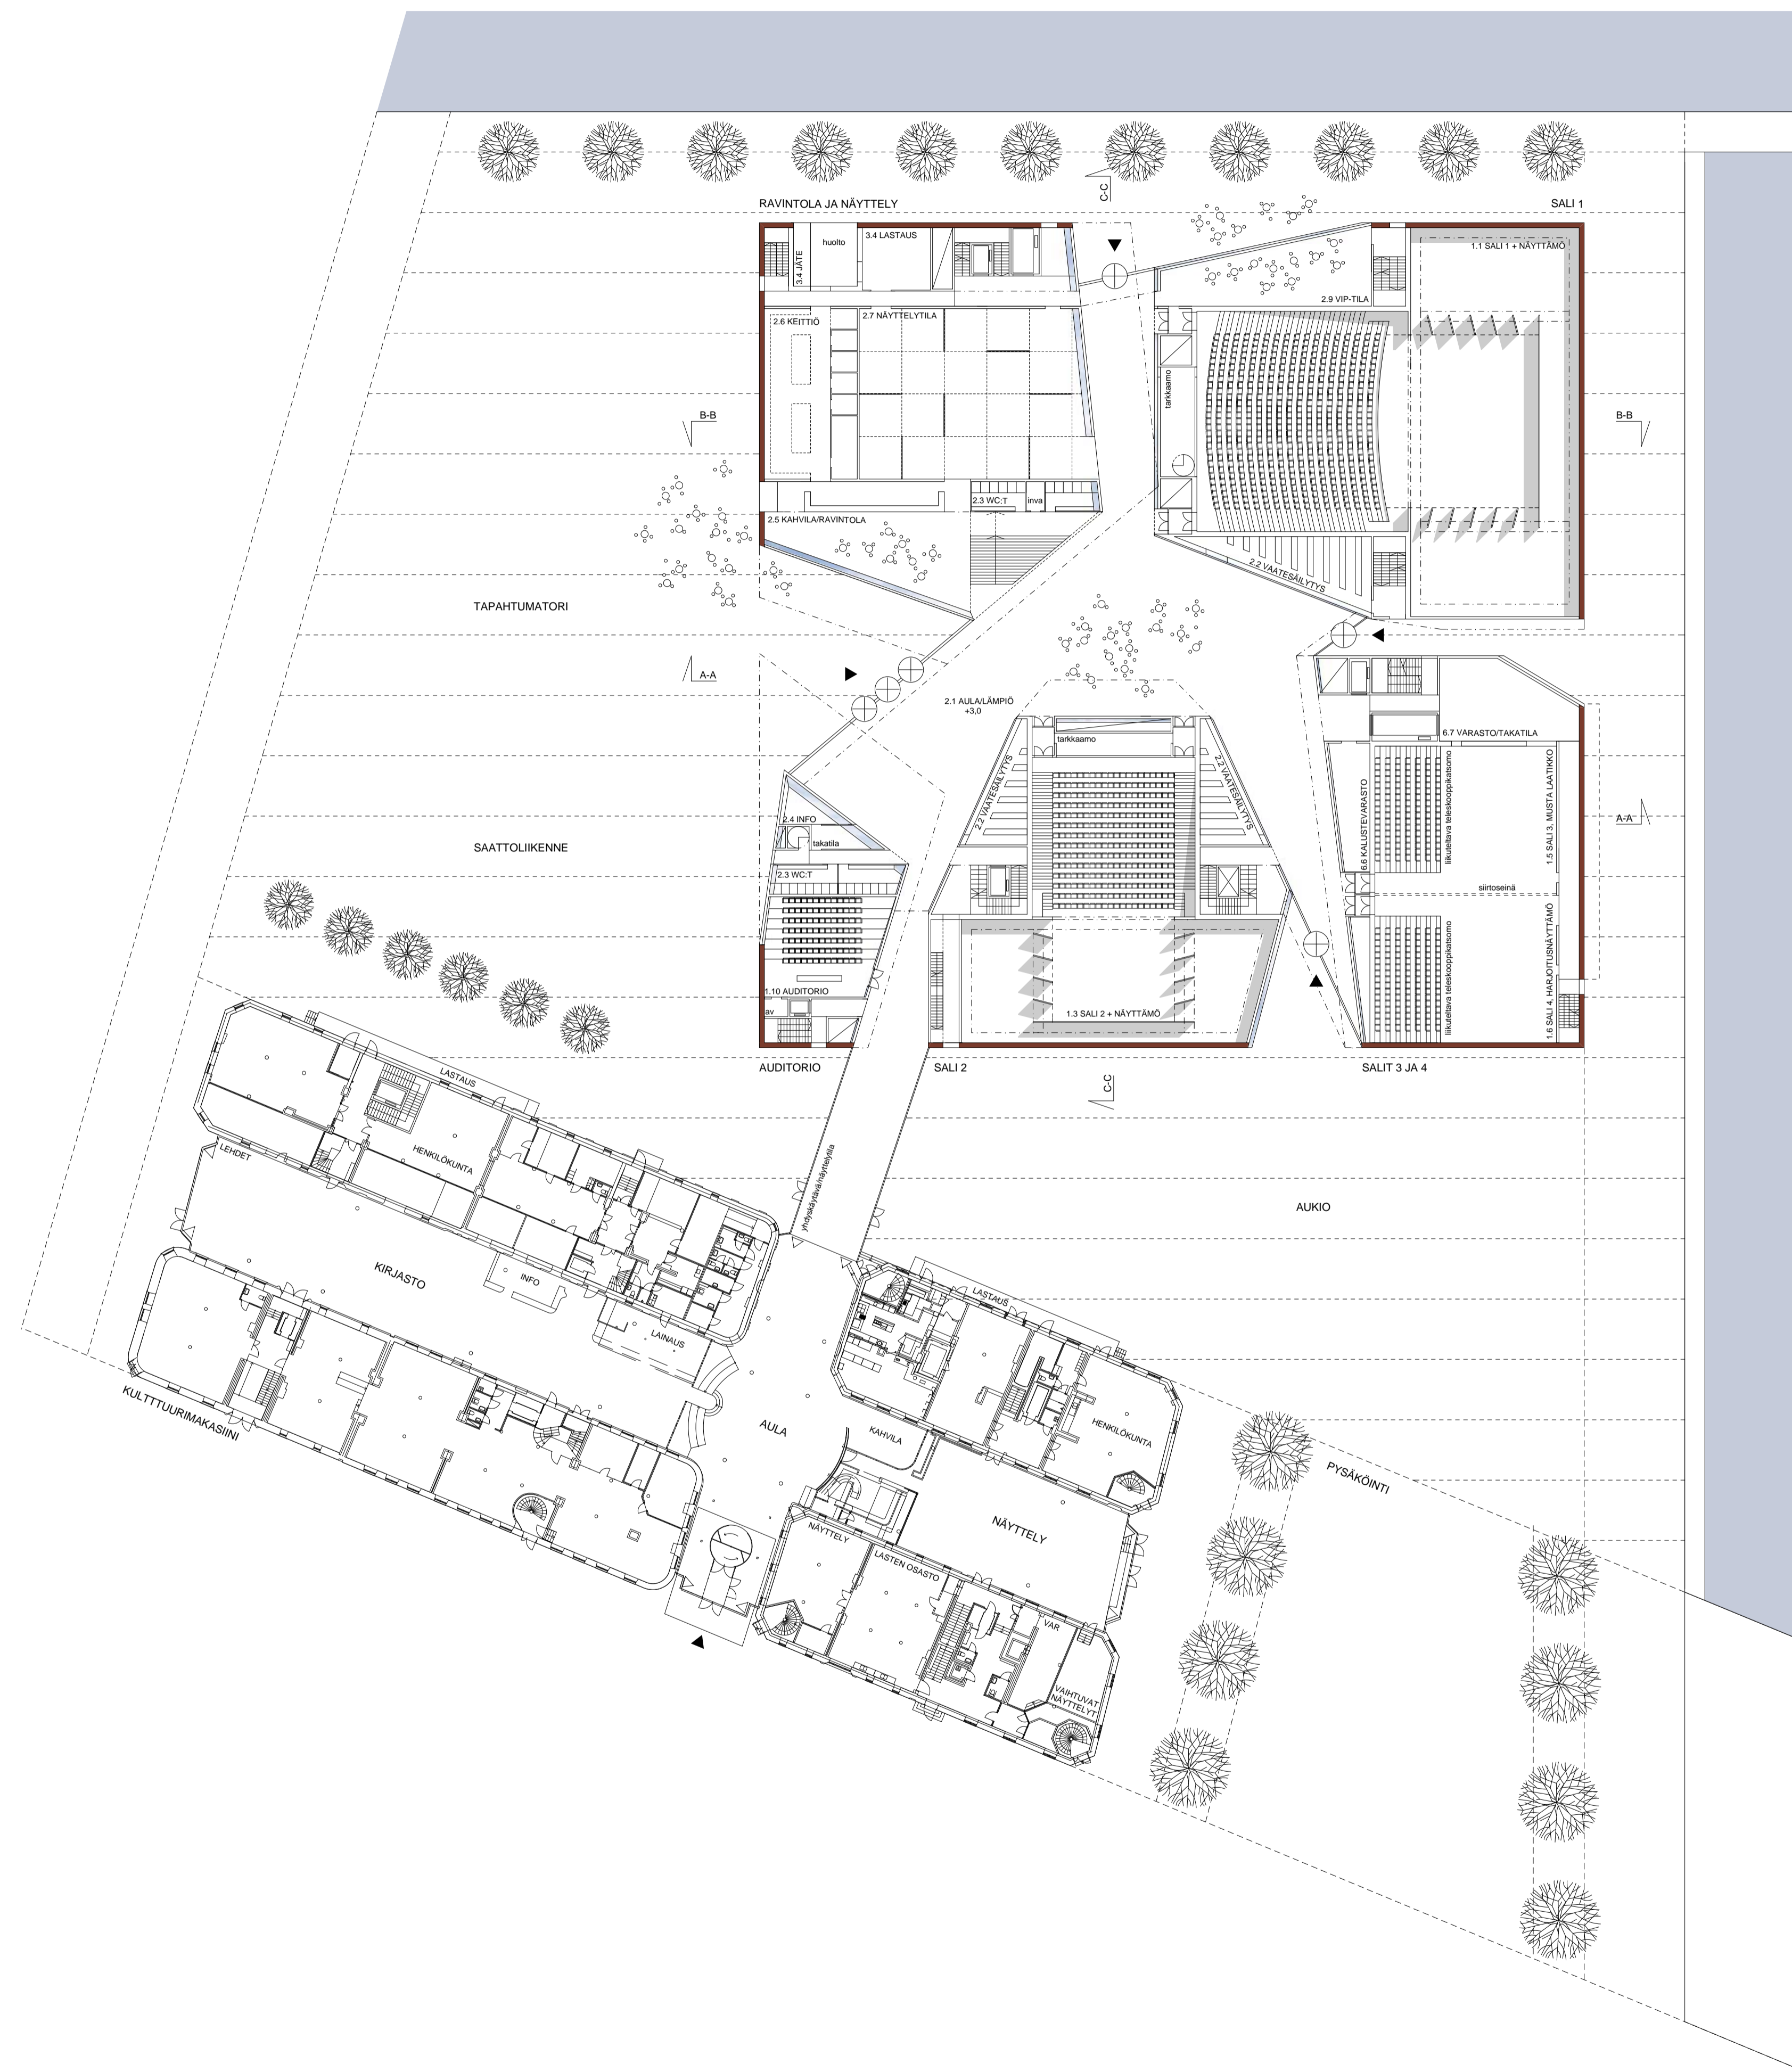 C-C
RAVINTOLA JA NÄYTTELY
SALI 1
huolto
3.4 LASTAUS
3.4 JÄTE
1.1 SALI 1 + NÄYTTÄMÖ
2.9 VIP-TILA
2.6 KEITTIÖ
2.7 NÄYTTELYTILA
tarkkaamo
B-B
B-B
2.3 WC:T
inva
2.5 KAHVILA/RAVINTOLA
2.2 VAATESÄILYTYS
TAPAHTUMATORI
A-A
2.1 AULA/LÄMPIÖ
+3,0
tarkkaamo
6.7 VARASTO/TAKATILA
2.2 VAATESÄILYTYS
2.2 VAATESÄILYTYS
6.6 KALUSTEVARASTO
liikuteltava teleskooppikatsomo
1.5 SALI 3, MUSTA LAATIKKO
A-A
2.4 INFO
takatila
SAATTOLIIKENNE
2.3 WC:T
siirtoseinä
liikuteltava teleskooppikatsomo
1.6 SALI 4, HARJOITUSNÄYTTÄMÖ
1.10 AUDITORIO
av
1.3 SALI 2 + NÄYTTÄMÖ
AUDITORIO
SALI 2
SALIT 3 JA 4
C-C
LASTAUS
LEHDET
HENKILÖKUNTA
yhdyskäytävä/näyttelytila
AUKIO
KIRJASTO
INFO
LAINAUS
LASTAUS
KULTTTUURIMAKASIINI
AULA
KAHVILA
HENKILÖKUNTA
PYSÄKÖINTI
NÄYTTELY
NÄYTTELY
LASTEN OSASTO
VAR
VAIHTUVAT
NÄYTTELYT